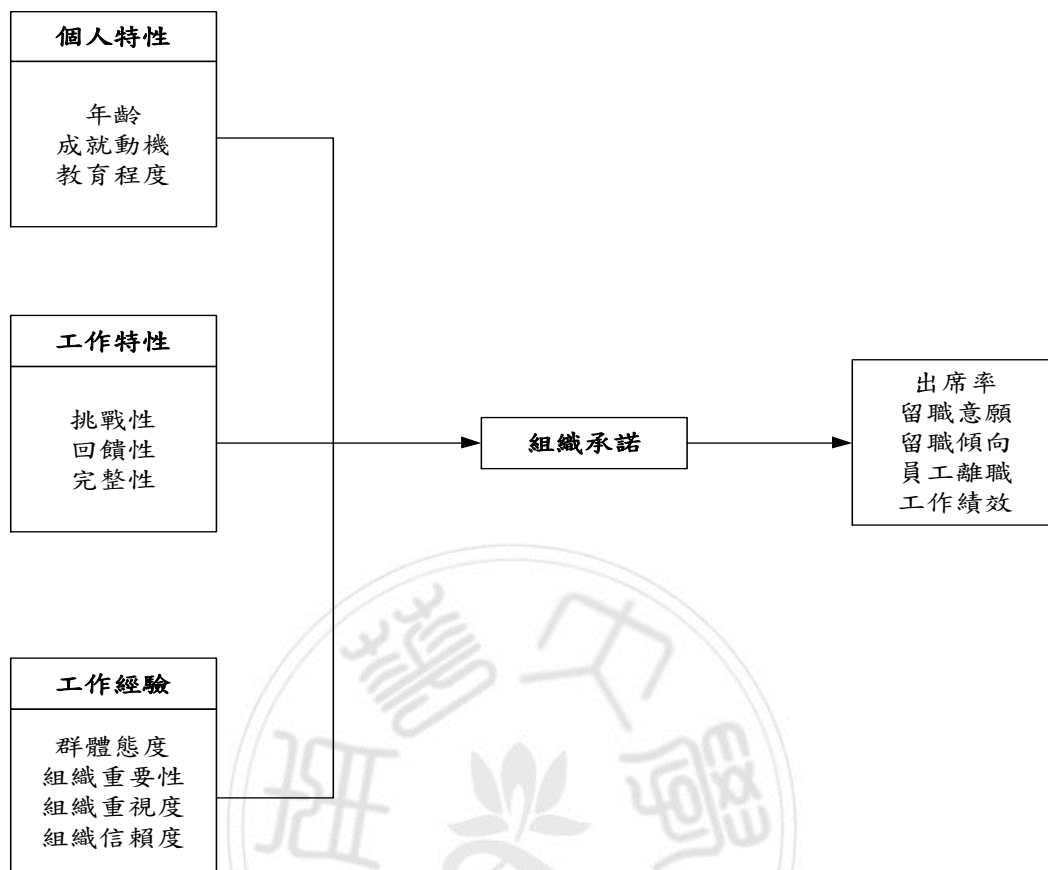 個人特性
年齡
成就動機
教育程度
工作特性
挑戰性
回饋性
完整性
組織承諾
出席率
留職意願
留職傾向
員工離職
工作績效
工作經驗
群體態度
組織重要性
組織重視度
組織信賴度